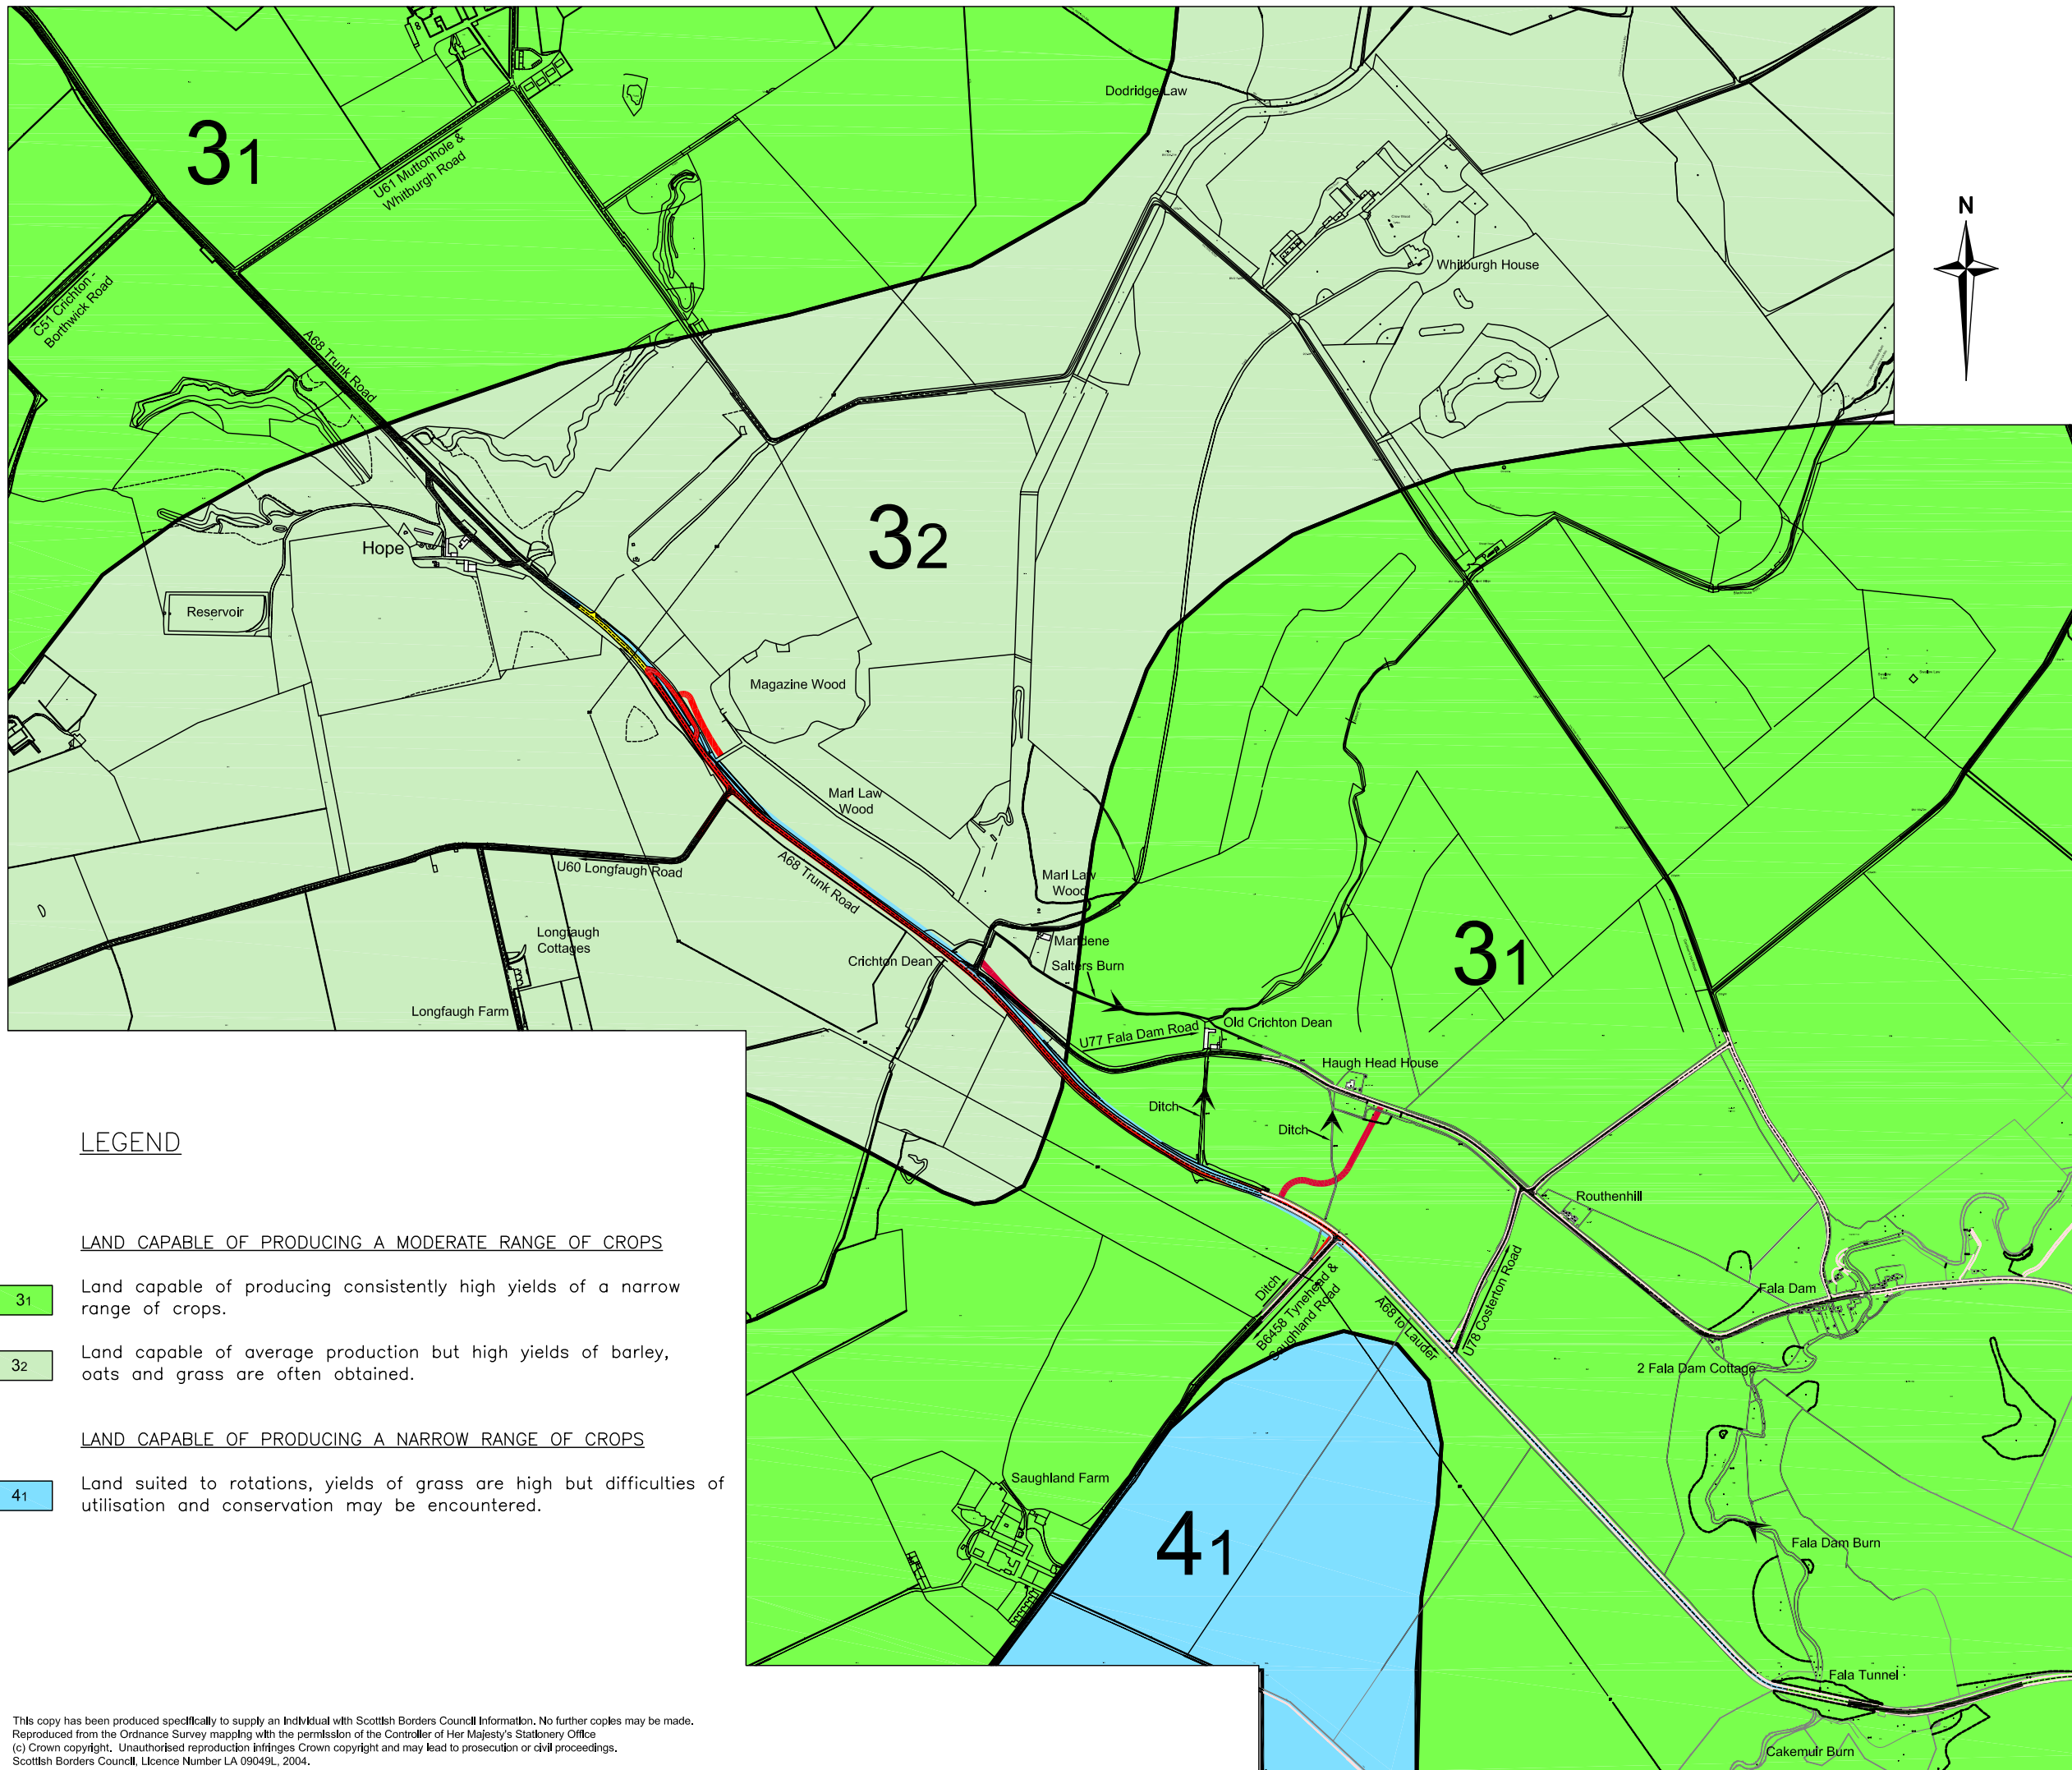 31
U61 Muttonhole &
Whitburgh Road
Dodridge Law
N
C51 Crichton -
Borthwick Road
A68 Trunk Road
Whitburgh House
32
Hope
Reservoir
Magazine Wood
Marl Law
Wood
U60 Longfaugh Road
A68 Trunk Road
Marl Law
Wood
Longfaugh
Cottages
Crichton Dean
Marldene
Salters Burn
31
Longfaugh Farm
U77 Fala Dam Road
Old Crichton Dean
Haugh Head House
Ditch
Ditch
Routhenhill
Ditch
B6458 Tynehead &
Saughland Road
A68 to Lauder
U78 Costerton Road
Fala Dam
2 Fala Dam Cottage
Saughland Farm
41
Fala Dam Burn
Fala Tunnel
Cakemuir Burn
LEGEND
LAND CAPABLE OF PRODUCING A MODERATE RANGE OF CROPS
31
Land capable of producing consistently high yields of a narrow
range of crops.
32
Land capable of average production but high yields of barley,
oats and grass are often obtained.
LAND CAPABLE OF PRODUCING A NARROW RANGE OF CROPS
41
Land suited to rotations, yields of grass are high but difficulties of
utilisation and conservation may be encountered.
This copy has been produced specifically to supply an individual with Scottish Borders Council Information. No further copies may be made.
Reproduced from the Ordnance Survey mapping with the permission of the Controller of Her Majesty's Stationery Office
(c) Crown copyright. Unauthorised reproduction infringes Crown copyright and may lead to prosecution or civil proceedings.
Scottish Borders Council, Licence Number LA 09049L, 2004.